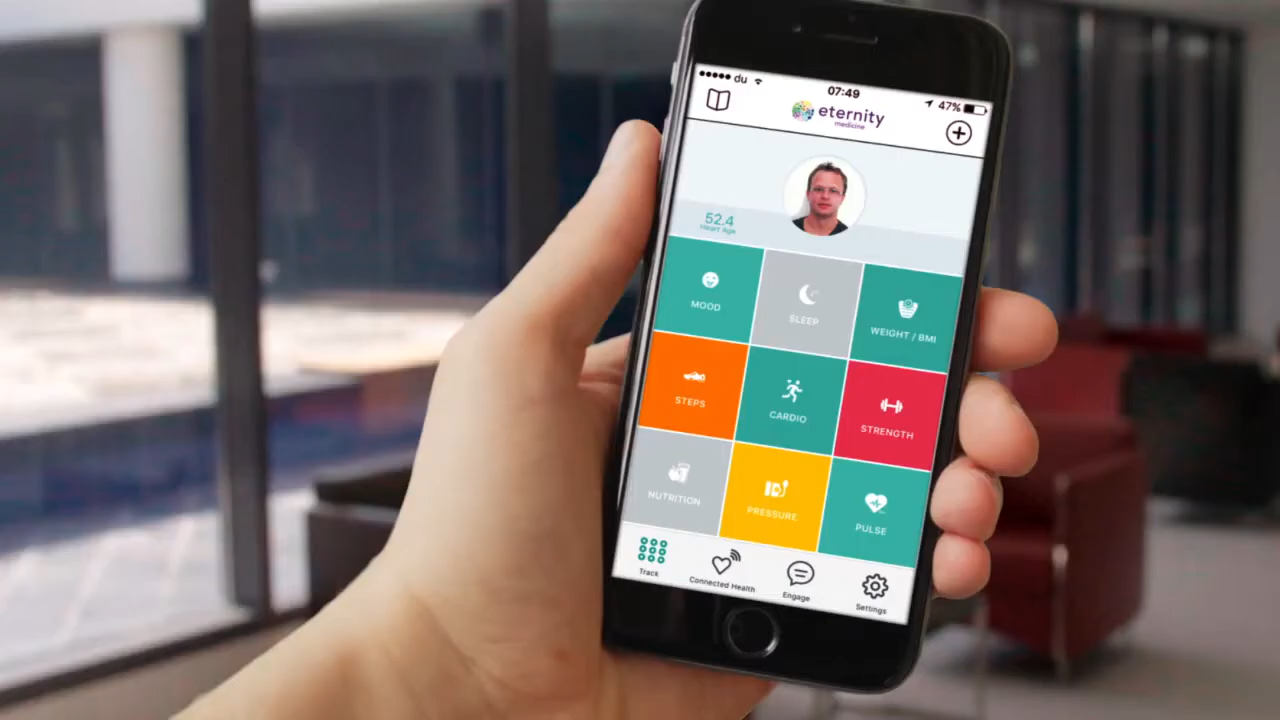 du
07:49
47%
eternity
medicine
52.4
Heart Age
MOOD
SLEEP
WEIGHT / BMI
STEPS
CARDIO
STRENGTH
NUTRITION
PRESSURE
PULSE
Track
Connected Health
Engage
Settings